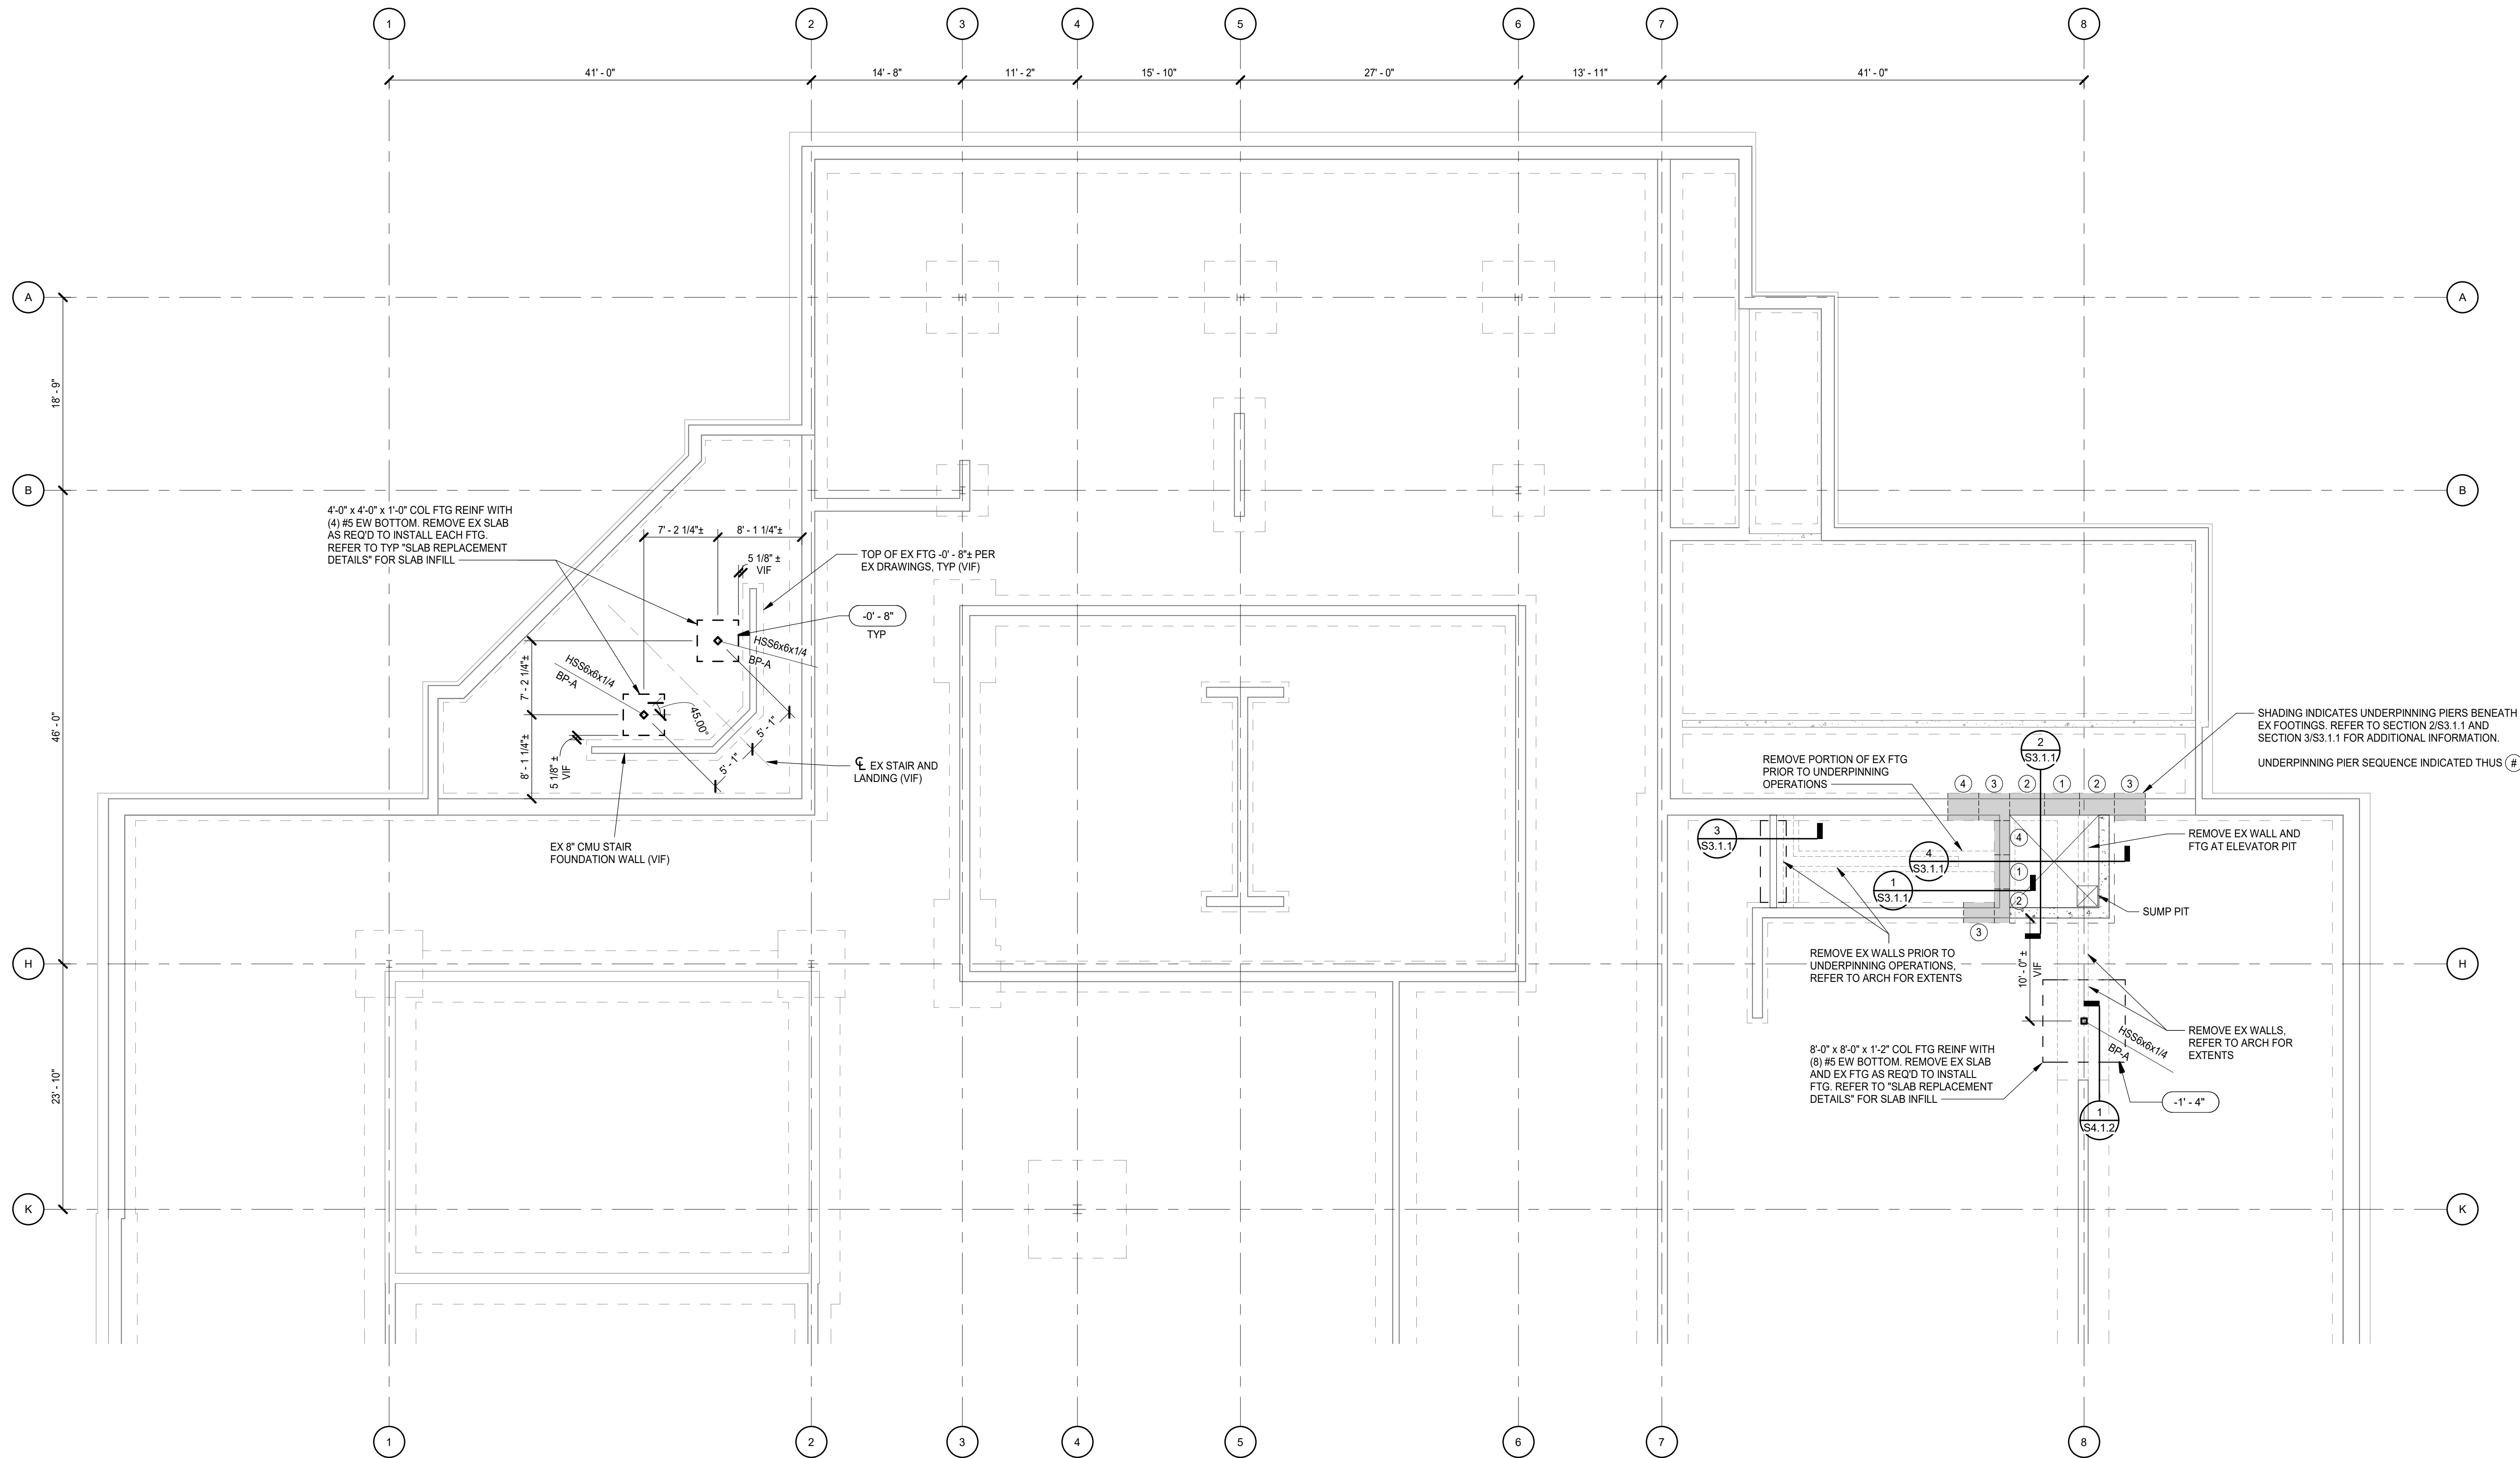 1
2
3
4
5
6
7
8
41' - 0"
14' - 8"
11' - 2"
15' - 10"
27' - 0"
13' - 11"
41' - 0"
A
A
18' - 9"
B
B
4'-0" x 4'-0" x 1'-0" COL FTG REINF WITH
(4) #5 EW BOTTOM. REMOVE EX SLAB
AS REQ'D TO INSTALL EACH FTG.
REFER TO TYP "SLAB REPLACEMENT
DETAILS" FOR SLAB INFILL
7' - 2 1/4"±
8' - 1 1/4"±
5 1/8" ±
VIF
TOP OF EX FTG -0' - 8"± PER
EX DRAWINGS, TYP (VIF)
-0' - 8"
TYP
HSS6x6x1/4
BP-A
HSS6x6x1/4
BP-A
7' - 2 1/4"±
8' - 1 1/4"±
45.00°
5' - 1"
5' - 1"
5 1/8" ±
VIF
℄ EX STAIR AND
LANDING (VIF)
EX 8" CMU STAIR
FOUNDATION WALL (VIF)
46' - 0"
SHADING INDICATES UNDERPINNING PIERS BENEATH
EX FOOTINGS. REFER TO SECTION 2/S3.1.1 AND
SECTION 3/S3.1.1 FOR ADDITIONAL INFORMATION.
UNDERPINNING PIER SEQUENCE INDICATED THUS #
2
S3.1.1
REMOVE PORTION OF EX FTG
PRIOR TO UNDERPINNING
OPERATIONS
4
3
2
1
2
3
3
S3.1.1
4
S3.1.1
1
S3.1.1
4
1
2
3
REMOVE EX WALL AND
FTG AT ELEVATOR PIT
SUMP PIT
REMOVE EX WALLS PRIOR TO
UNDERPINNING OPERATIONS,
REFER TO ARCH FOR EXTENTS
H
H
10' - 0" ±
VIF
REMOVE EX WALLS,
REFER TO ARCH FOR
EXTENTS
HSS6x6x1/4
BP-A
8'-0" x 8'-0" x 1'-2" COL FTG REINF WITH
(8) #5 EW BOTTOM. REMOVE EX SLAB
AND EX FTG AS REQ'D TO INSTALL
FTG. REFER TO "SLAB REPLACEMENT
DETAILS" FOR SLAB INFILL
-1' - 4"
1
S4.1.2
23' - 10"
K
K
1
2
3
4
5
6
7
8